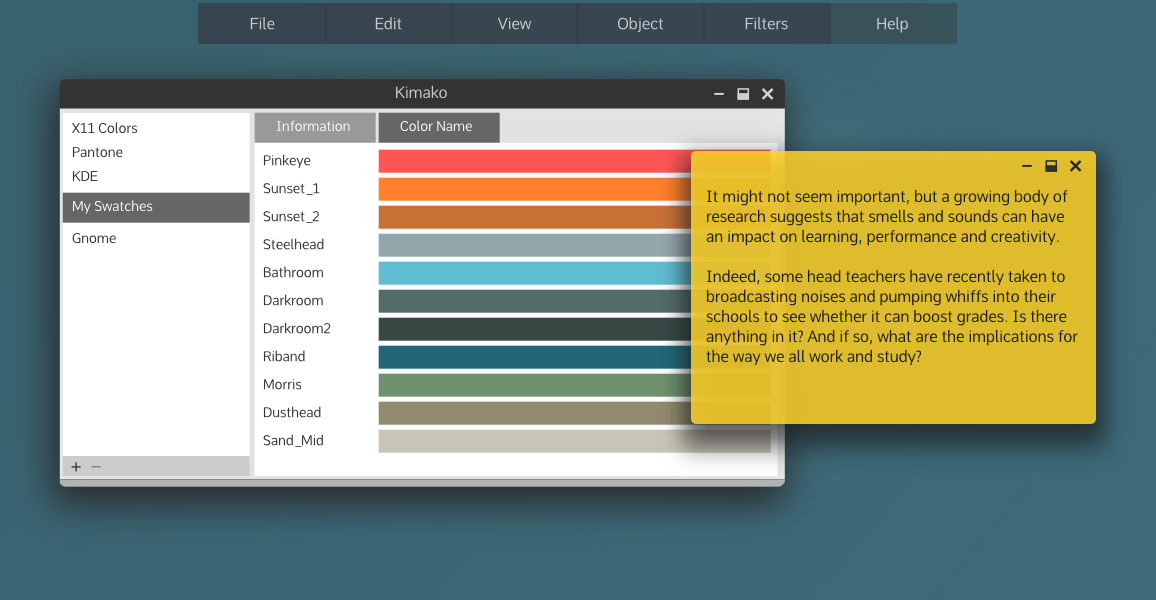 File Edit View Object Filters Help
Kimako
X11 Colors
Pantone
KDE
My Swatches
Gnome
Information Color Name
Pinkeye
Sunset_1
Sunset_2
Steelhead
Bathroom
Darkroom
Darkroom2
Riband
Morris
Dusthead
Sand_Mid
It might not seem important, but a growing body of
research suggests that smells and sounds can have
an impact on learning, performance and creativity.
Indeed, some head teachers have recently taken to
broadcasting noises and pumping whiffs into their
schools to see whether it can boost grades. Is there
anything in it? And if so, what are the implications for
the way we all work and study?